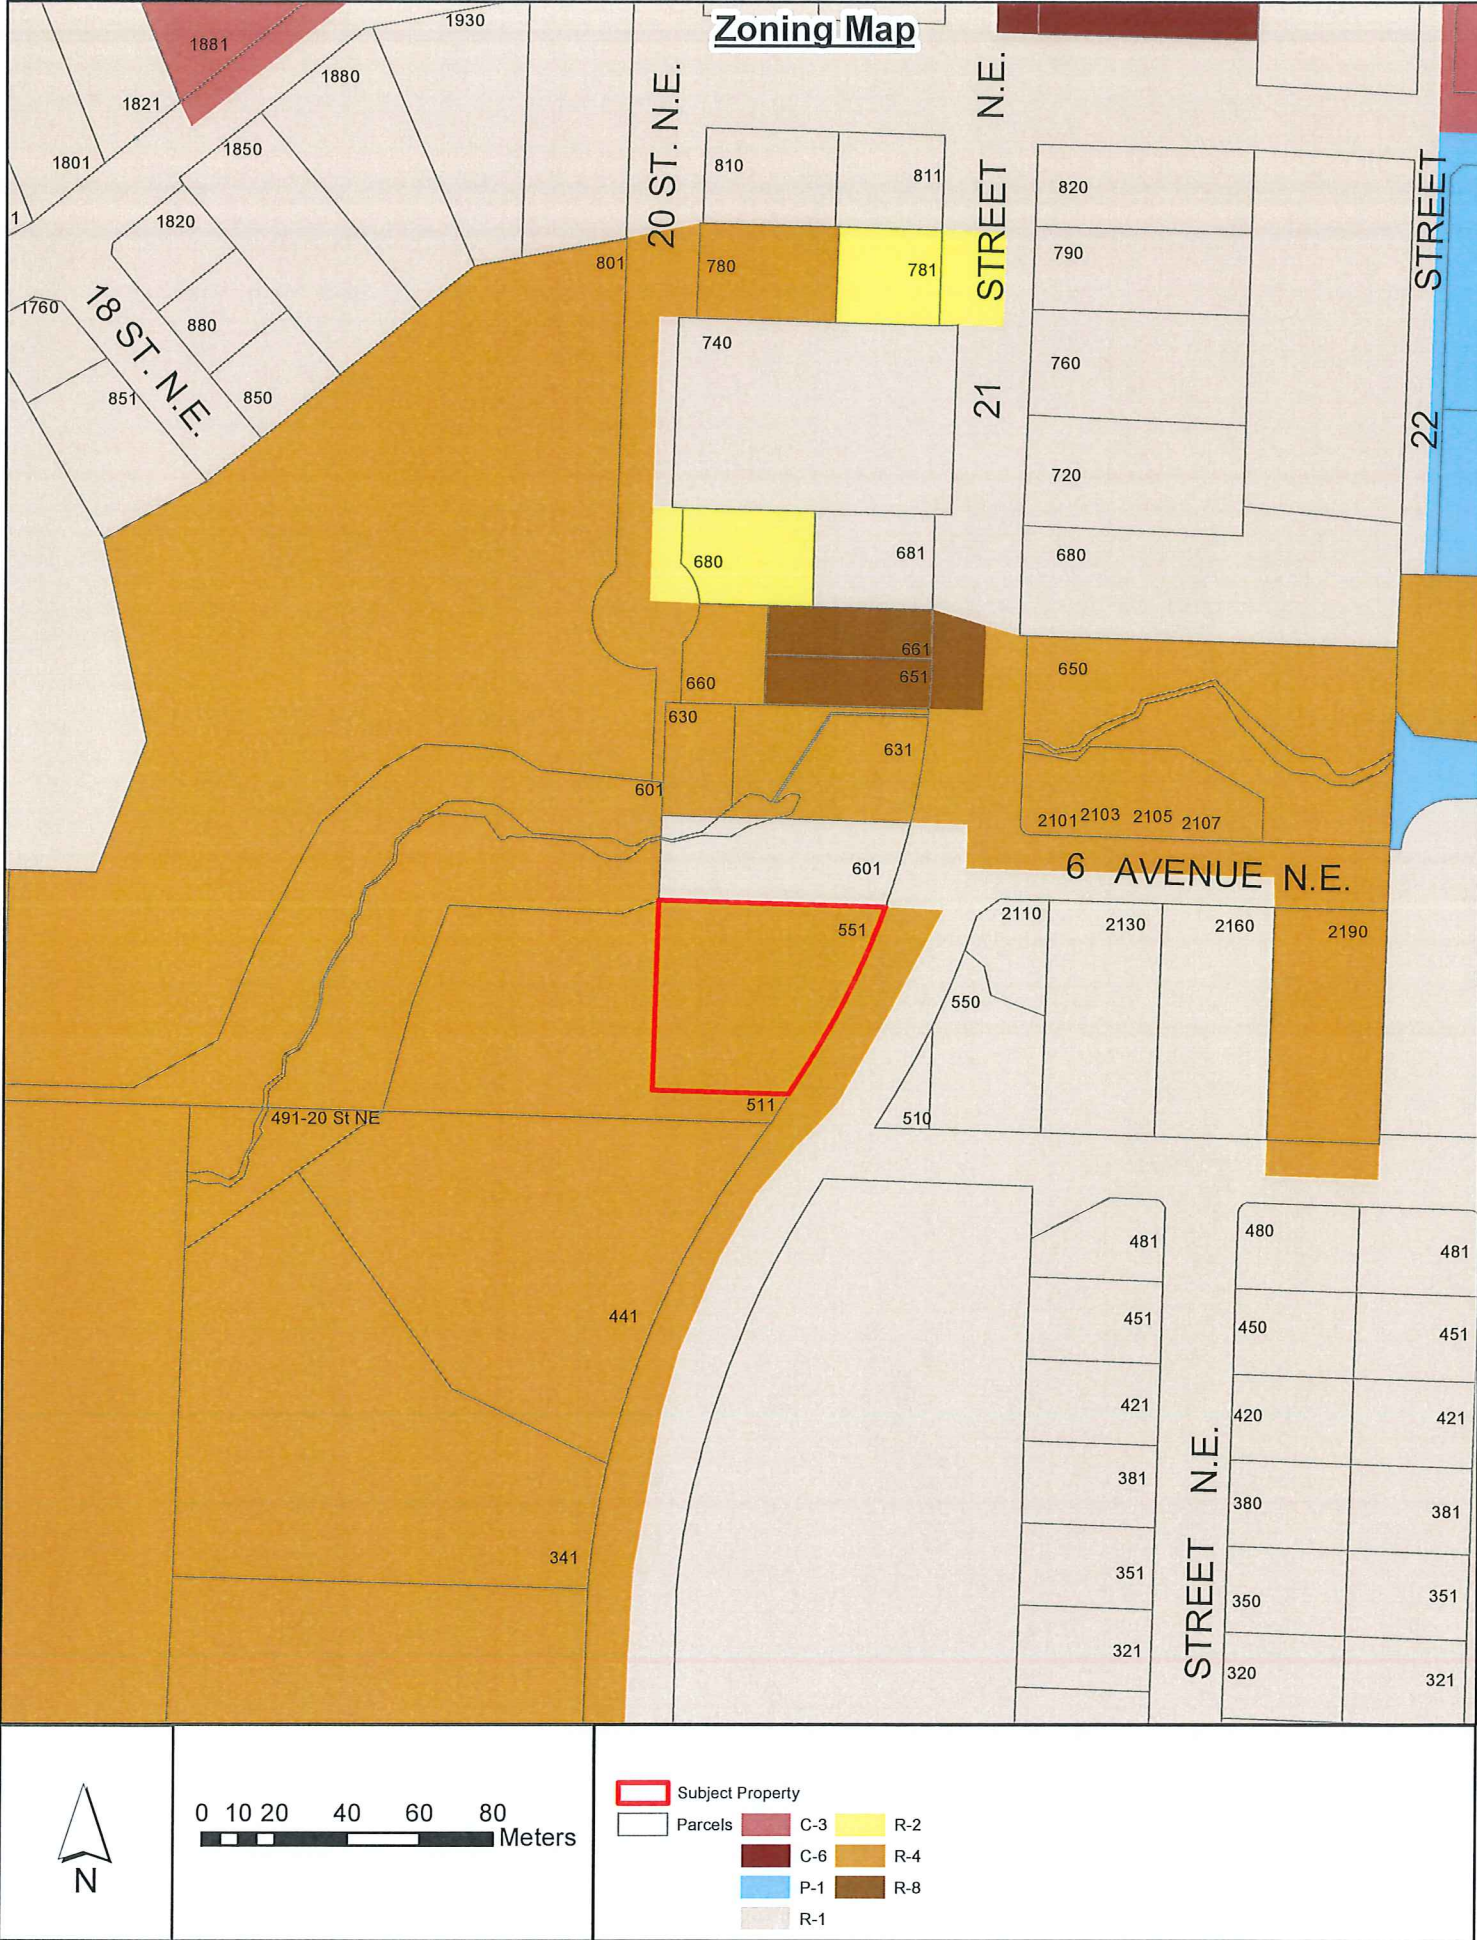 Zoning Map
1930
1881
1880
1821
1850
1801
1
1820
1760
18 ST. N.E.
880
851
850
20 ST. N.E.
801
810
811
780
781
740
680
681
21 STREET N.E.
820
790
760
720
680
22 STREET
661
651
660
630
631
650
601
2101 2103 2105 2107
601
6 AVENUE N.E.
551
2110
2130
2160
2190
550
511
510
491-20 St NE
441
341
481
451
421
381
351
321
STREET N.E.
480
481
450
451
420
421
380
381
350
351
320
321
N
0 10 20 40 60 80
Meters
Subject Property
Parcels
C-3
R-2
C-6
R-4
P-1
R-8
R-1